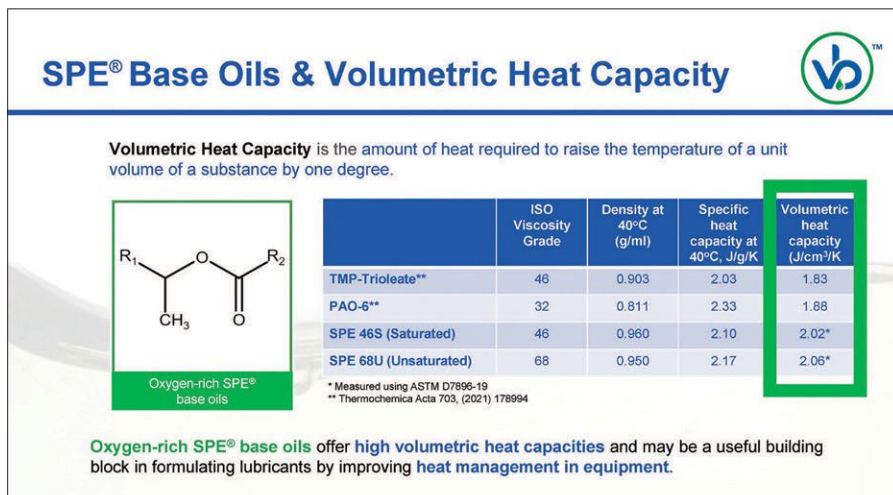 SPE® Base Oils & Volumetric Heat Capacity
vb
™
Volumetric Heat Capacity is the amount of heat required to raise the temperature of a unit
volume of a substance by one degree.
R1
O
R2
CH3
O
Oxygen-rich SPE®
base oils
ISO
Viscosity
Grade
Density at
40°C
(g/ml)
Specific
heat
capacity at
40°C, J/g/K
Volumetric
heat
capacity
(J/cm³/K
TMP-Trioleate** 46 0.903 2.03 1.83
PAO-6** 32 0.811 2.33 1.88
SPE 46S (Saturated) 46 0.960 2.10 2.02*
SPE 68U (Unsaturated) 68 0.950 2.17 2.06*
* Measured using ASTM D7896-19
** Thermochemica Acta 703, (2021) 178994
Oxygen-rich SPE® base oils offer high volumetric heat capacities and may be a useful building
block in formulating lubricants by improving heat management in equipment.